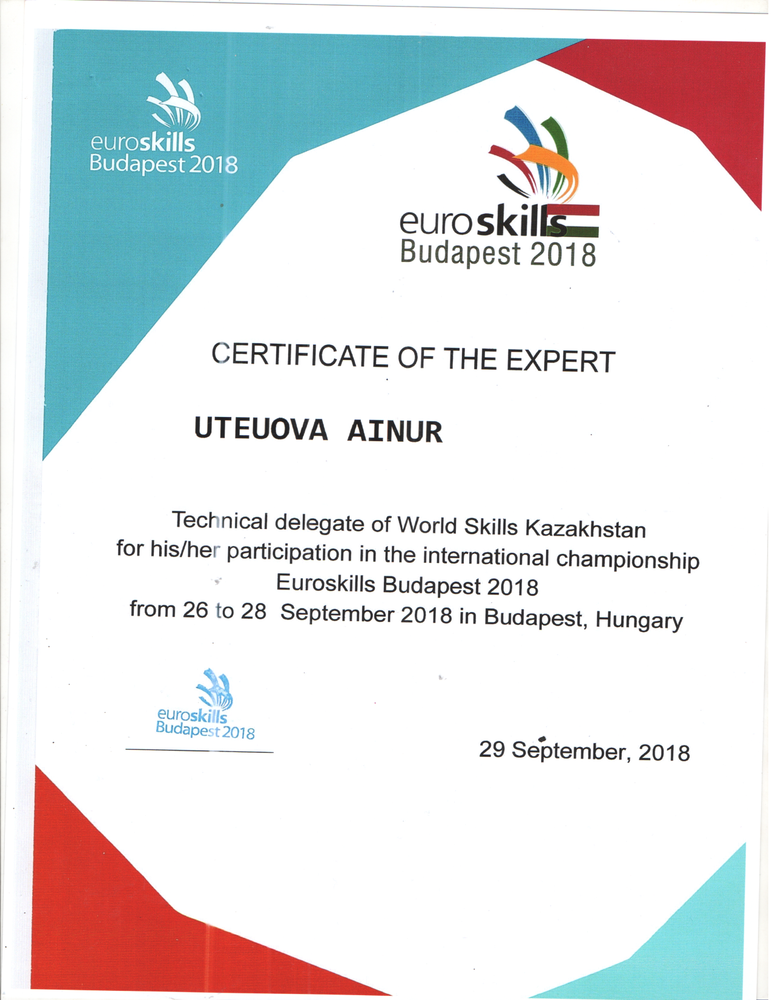 euroskills
Budapest 2018
euroskills
Budapest 2018
CERTIFICATE OF THE EXPERT
UTEUOVA AINUR
Technical delegate of World Skills Kazakhstan
for his/her participation in the international championship
Euroskills Budapest 2018
from 26 to 28 September 2018 in Budapest, Hungary
euroskills
Budapest 2018
29 September, 2018